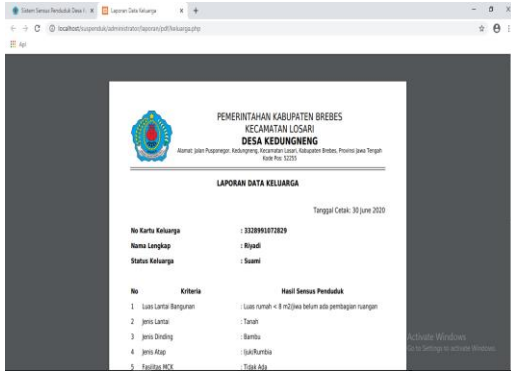 Sistem Sensus Penduduk Desa
Laporan Data Keluarga
localhost/suspenduk/administrator/laporan/pdf/keluarga.php
Apl
PEMERINTAHAN KABUPATEN BREBES
KECAMATAN LOSARI
DESA KEDUNGNENG
Alamat: Jalan Pusponegor, Kedungneng, Kecamatan Losari, Kabupaten Brebes, Provinsi Jawa Tengah
Kode Pos: 52255
LAPORAN DATA KELUARGA
Tanggal Cetak: 30 June 2020
No Kartu Keluarga : 3328991072829
Nama Lengkap : Riyadi
Status Keluarga : Suami
No Kriteria Hasil Sensus Penduduk
1 Luas Lantai Bangunan : Luas rumah < 8 m2/jiwa belum ada pembagian ruangan
2 Jenis Lantai : Tanah
3 Jenis Dinding : Bambu
4 Jenis Atap : Ijuk/Rumbia
5 Fasilitas MCK : Tidak Ada
Activate Windows
Go to Settings to activate Windows.